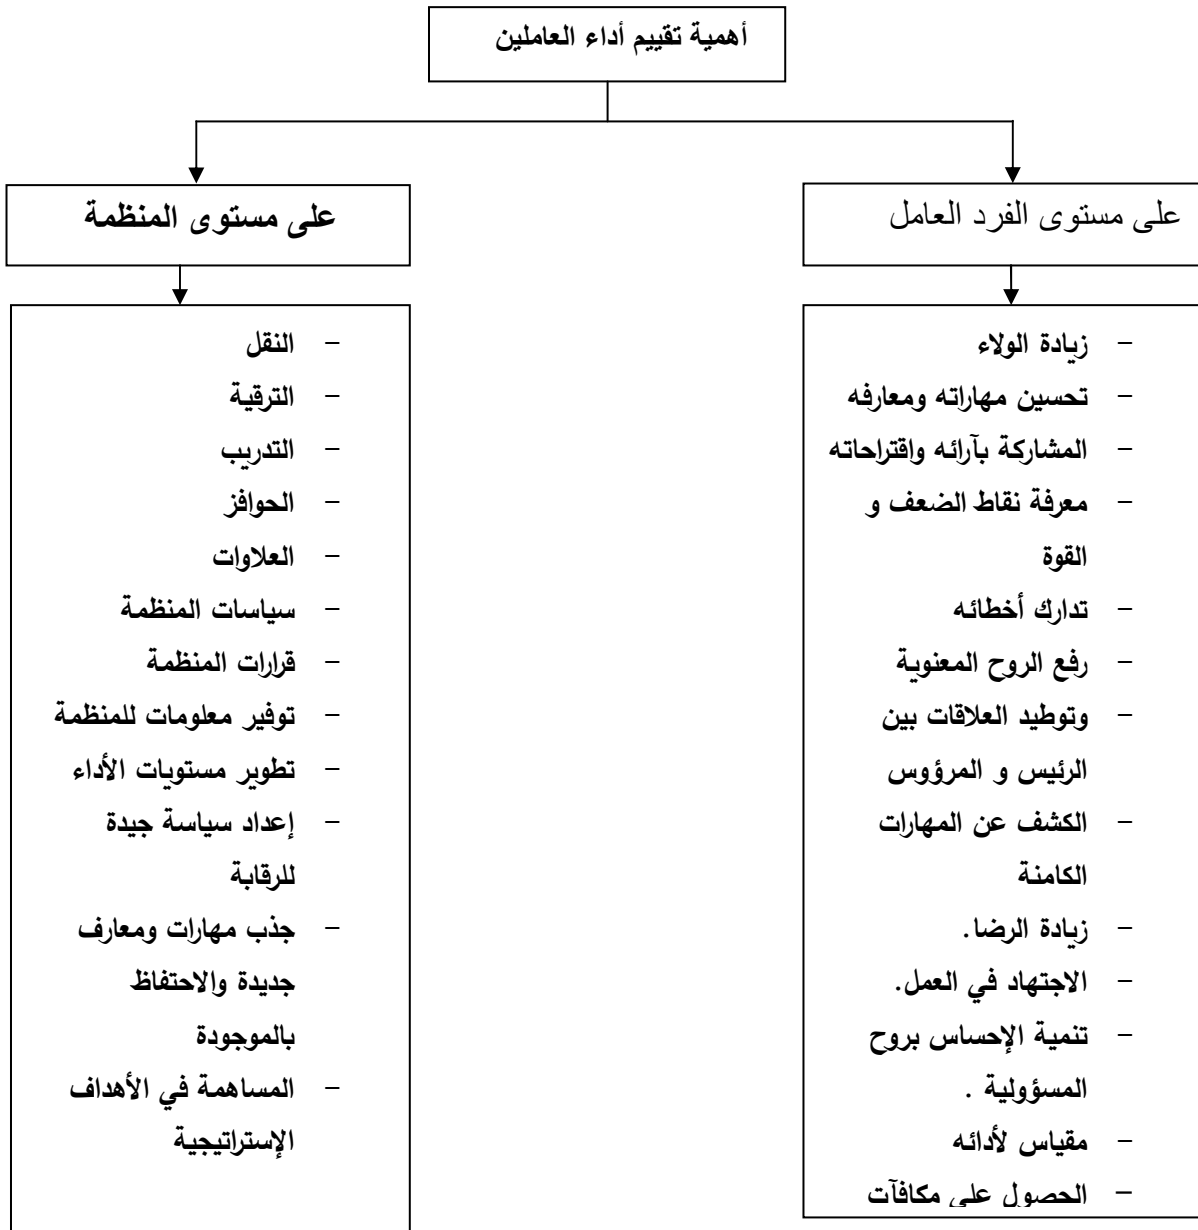 أهمية تقييم أداء العاملين
على مستوى الفرد العامل
على مستوى المنظمة
– زيادة الولاء
– تحسين مهاراته ومعارفه
– المشاركة بآرائه واقتراحاته
– معرفة نقاط الضعف و
القوة
– تدارك أخطائه
– رفع الروح المعنوية
– وتوطيد العلاقات بين
الرئيس و المرؤوس
– الكشف عن المهارات
الكامنة
– زيادة الرضا.
– الاجتهاد في العمل.
– تنمية الإحساس بروح
المسؤولية .
– مقياس لأدائه
– الحصول على مكافآت
– النقل
– الترقية
– التدريب
– الحوافز
– العلاوات
– سياسات المنظمة
– قرارات المنظمة
– توفير معلومات للمنظمة
– تطوير مستويات الأداء
– إعداد سياسة جيدة
للرقابة
– جذب مهارات ومعارف
جديدة والاحتفاظ
بالموجودة
– المساهمة في الأهداف
الإستراتيجية